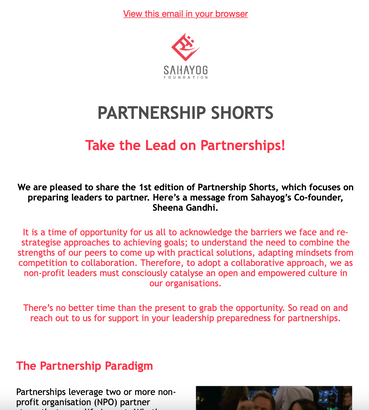 View this email in your browser
SAHAYOG
FOUNDATION
PARTNERSHIP SHORTS
Take the Lead on Partnerships!
We are pleased to share the 1st edition of Partnership Shorts, which focuses on
preparing leaders to partner. Here's a message from Sahayog's Co-founder,
Sheena Gandhi.
It is a time of opportunity for us all to acknowledge the barriers we face and re-
strategise approaches to achieving goals; to understand the need to combine the
strengths of our peers to come up with practical solutions, adapting mindsets from
competition to collaboration. Therefore, to adopt a collaborative approach, we as
non-profit leaders must consciously catalyse an open and empowered culture in
our organisations.
There's no better time than the present to grab the opportunity. So read on and
reach out to us for support in your leadership preparedness for partnerships.
The Partnership Paradigm
Partnerships leverage two or more non-
profit organisation (NPO) partner